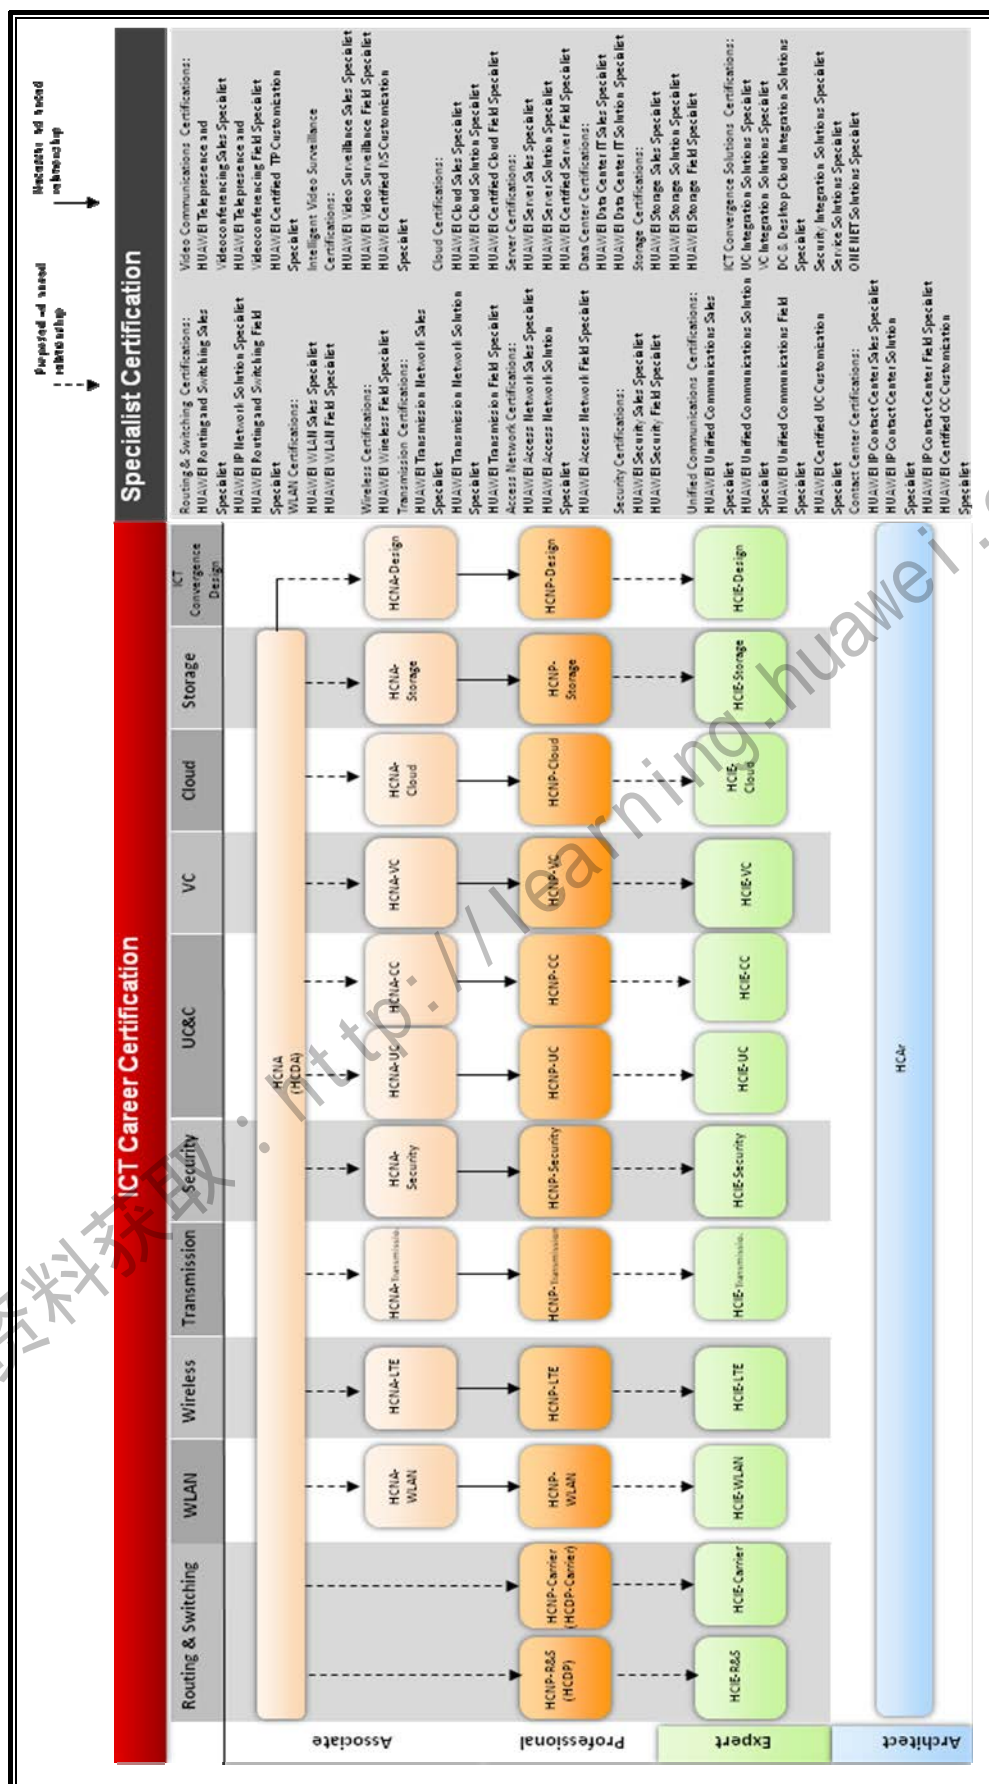 Proposed
relationship
relationship
ICT Career Certification
Specialist Certification
Routing & Switching
WLAN
Wireless
Transmission
Security
UC&C
VC
Cloud
Storage
ICT
Convergence
Design
Associate
HCNA
(HCDA)
HCNA-
WLAN
HCNA-LTE
HCNA-Transmissio..
HCNA-
Security
HCNA-UC
HCNA-CC
HCNA-VC
HCNA-
Cloud
HCNA-
Storage
HCNA-Design
Professional
HCNP-R&S
(HCDP)
HCNP-Carrier
(HCDP-Carrier)
HCNP-
WLAN
HCNP-LTE
HCNP-Transmission
HCNP-Security
HCNP-UC
HCNP-CC
HCNP-VC
HCNP-Cloud
HCNP-
Storage
HCNP-Design
Expert
HCIE-R&S
HCIE-Carrier
HCIE-WLAN
HCIE-LTE
HCIE-Transmissio..
HCIE-Security
HCIE-UC
HCIE-CC
HCIE-VC
HCIE-
Cloud
HCIE-Storage
HCIE-Design
Architect
HCAr
Routing & Switching Certifications:
HUAWEI Routing and Switching Sales
Specialist
HUAWEI IP Network Solution Specialist
HUAWEI Routing and Switching Field
Specialist
WLAN Certifications:
HUAWEI WLAN Sales Specialist
HUAWEI WLAN Field Specialist
Wireless Certifications:
HUAWEI Wireless Field Specialist
Transmission Certifications:
HUAWEI Transmission Network Sales
Specialist
HUAWEI Transmission Network Solution
Specialist
HUAWEI Transmission Field Specialist
Access Network Certifications:
HUAWEI Access Network Sales Specialist
HUAWEI Access Network Solution
Specialist
HUAWEI Access Network Field Specialist
Security Certifications:
HUAWEI Security Sales Specialist
HUAWEI Security Field Specialist
Unified Communications Certifications:
HUAWEI Unified Communications Sales
Specialist
HUAWEI Unified Communications Solution
Specialist
HUAWEI Unified Communications Field
Specialist
HUAWEI Certified UC Customization
Specialist
Contact Center Certifications:
HUAWEI IP Contact Center Sales Specialist
HUAWEI IP Contact Center Solution
Specialist
HUAWEI IP Contact Center Field Specialist
HUAWEI Certified CC Customization
Specialist
Video Communications Certifications:
HUAWEI Telepresence and
Videoconferencing Sales Specialist
HUAWEI Telepresence and
Videoconferencing Field Specialist
HUAWEI Certified TP Customization
Specialist
Intelligent Video Surveillance
Certifications:
HUAWEI Video Surveillance Sales Specialist
HUAWEI Video Surveillance Field Specialist
HUAWEI Certified IVS Customization
Specialist
Cloud Certifications:
HUAWEI Cloud Sales Specialist
HUAWEI Cloud Solution Specialist
HUAWEI Certified Cloud Field Specialist
Server Certifications:
HUAWEI Server Sales Specialist
HUAWEI Server Solution Specialist
HUAWEI Certified Server Field Specialist
Data Center Certifications:
HUAWEI Data Center IT Sales Specialist
HUAWEI Data Center IT Solution Specialist
Storage Certifications:
HUAWEI Storage Sales Specialist
HUAWEI Storage Solution Specialist
HUAWEI Storage Field Specialist
ICT Convergence Solutions Certifications:
UC Integration Solutions Specialist
VC Integration Solutions Specialist
DC & Desktop Cloud Integration Solutions
Specialist
Security Integration Solutions Specialist
Service Solutions Specialist
ONE NET Solutions Specialist
资料获取:http://learning.huawei.